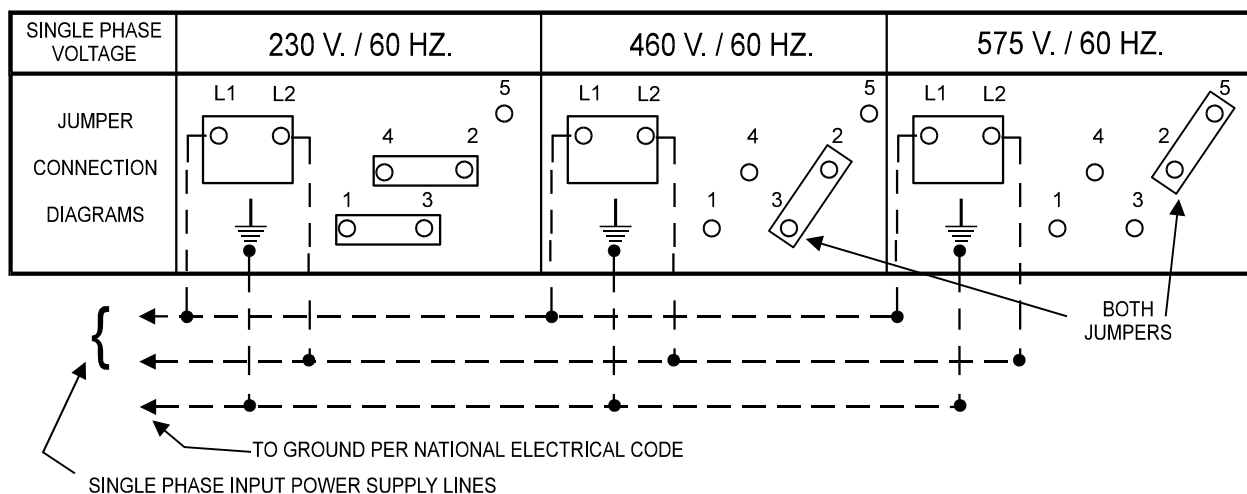 SINGLE PHASE
VOLTAGE
230 V. / 60 HZ.
460 V. / 60 HZ.
575 V. / 60 HZ.
JUMPER
CONNECTION
DIAGRAMS
L1 L2
5
4 2
1 3
L1 L2
5
4 2
1 3
L1 L2
5
4 2
1 3
BOTH
JUMPERS
TO GROUND PER NATIONAL ELECTRICAL CODE
SINGLE PHASE INPUT POWER SUPPLY LINES